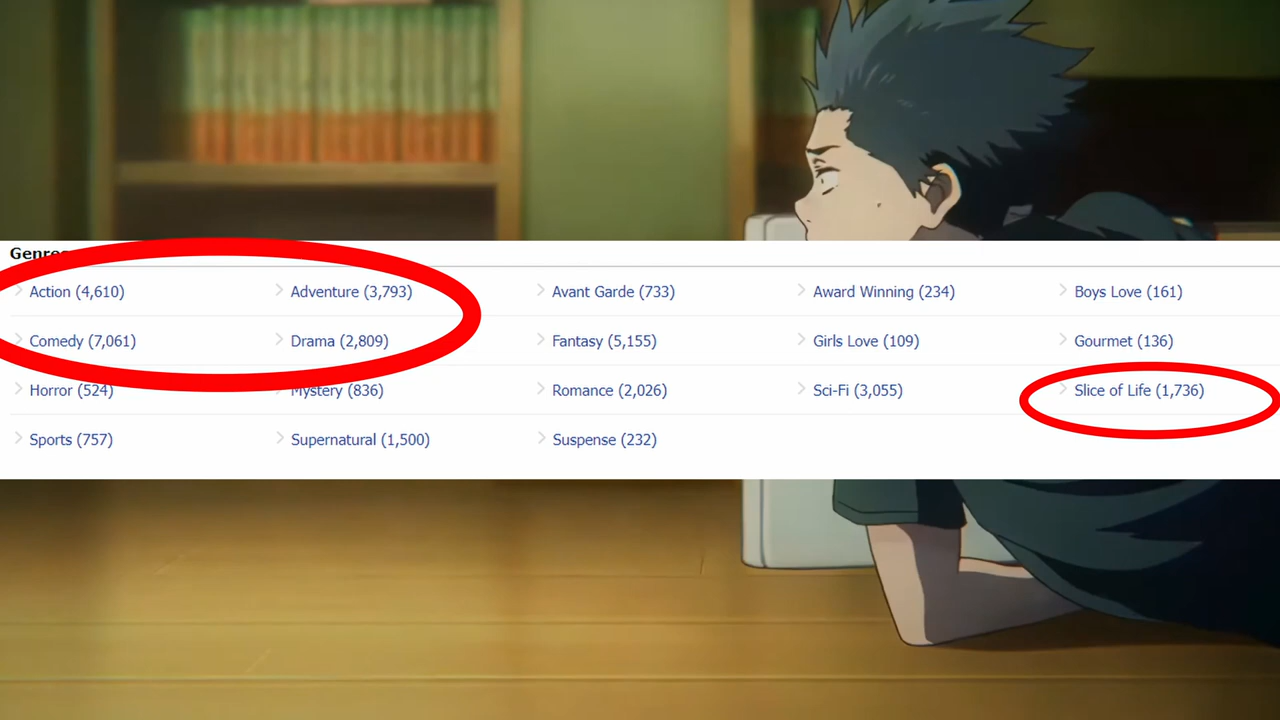 Genres
Action (4,610) Adventure (3,793) Avant Garde (733) Award Winning (234) Boys Love (161)
Comedy (7,061) Drama (2,809) Fantasy (5,155) Girls Love (109) Gourmet (136)
Horror (524) Mystery (836) Romance (2,026) Sci-Fi (3,055) Slice of Life (1,736)
Sports (757) Supernatural (1,500) Suspense (232)